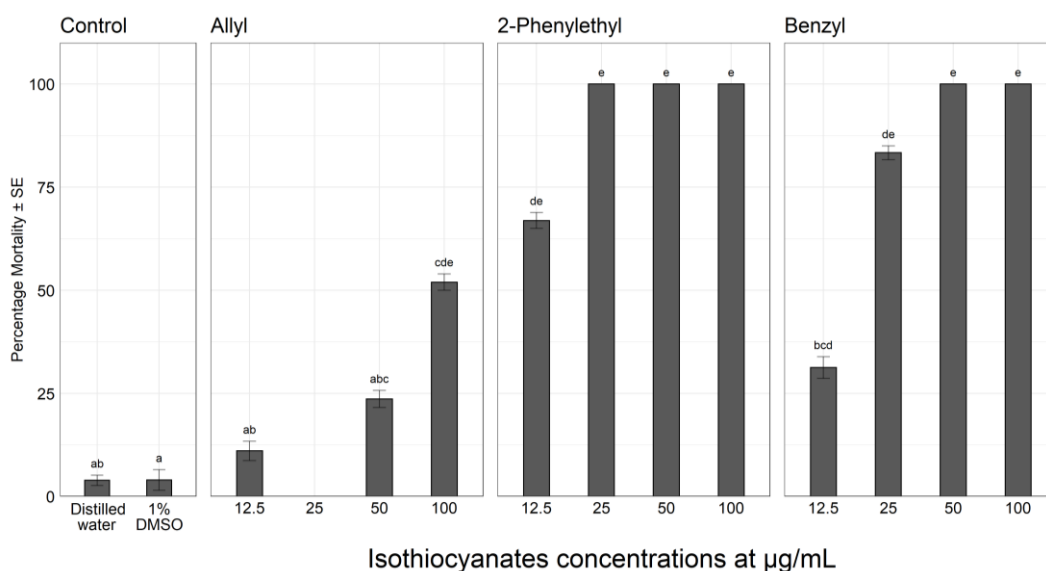 Control
Allyl
2-Phenylethyl
Benzyl
Percentage Mortality ± SE
100
75
50
25
0
ab
a
ab
abc
cde
de
e
e
e
bcd
de
e
e
Distilled
water
1%
DMSO
12.5 25 50 100
12.5 25 50 100
12.5 25 50 100
Isothiocyanates concentrations at µg/mL